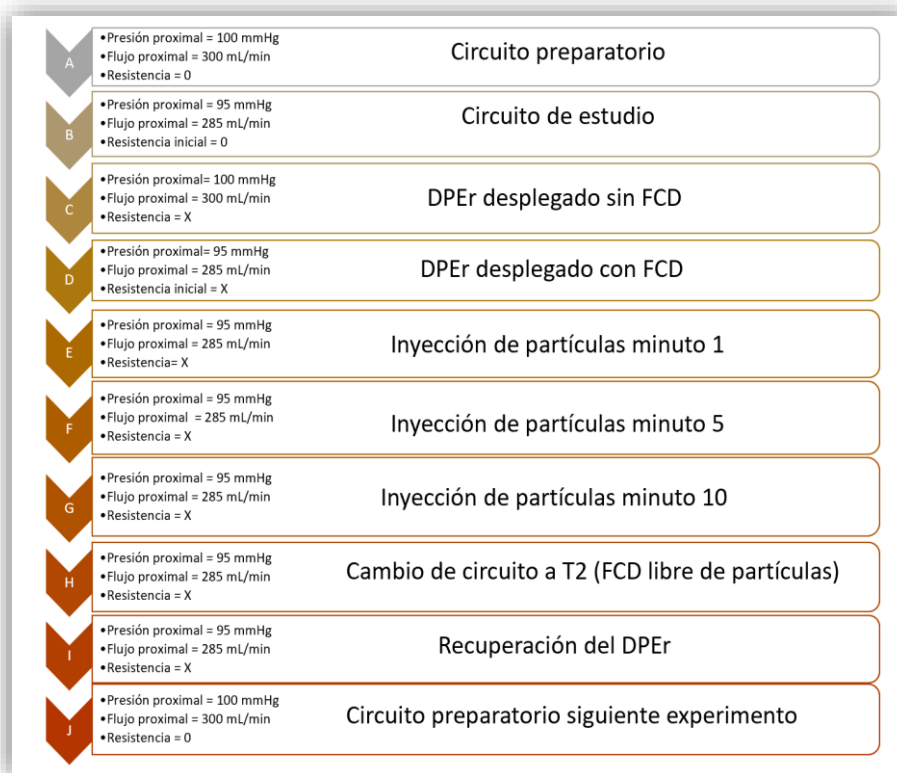 A
•Presión proximal = 100 mmHg
•Flujo proximal = 300 mL/min
•Resistencia = 0
Circuito preparatorio
B
•Presión proximal = 95 mmHg
•Flujo proximal = 285 mL/min
•Resistencia inicial = 0
Circuito de estudio
C
•Presión proximal= 100 mmHg
•Flujo proximal = 300 mL/min
•Resistencia = X
DPEr desplegado sin FCD
D
•Presión proximal= 95 mmHg
•Flujo proximal = 285 mL/min
•Resistencia inicial = X
DPEr desplegado con FCD
E
•Presión proximal = 95 mmHg
•Flujo proximal = 285 mL/min
•Resistencia= X
Inyección de partículas minuto 1
F
•Presión proximal = 95 mmHg
•Flujo proximal  = 285 mL/min
•Resistencia = X
Inyección de partículas minuto 5
G
•Presión proximal = 95 mmHg
•Flujo proximal = 285 mL/min
•Resistencia = X
Inyección de partículas minuto 10
H
•Presión proximal = 95 mmHg
•Flujo proximal = 285 mL/min
•Resistencia = X
Cambio de circuito a T2 (FCD libre de partículas)
I
•Presión proximal = 95 mmHg
•Flujo proximal = 285 mL/min
•Resistencia = X
Recuperación del DPEr
J
•Presión proximal = 100 mmHg
•Flujo proximal = 300 mL/min
•Resistencia = 0
Circuito preparatorio siguiente experimento